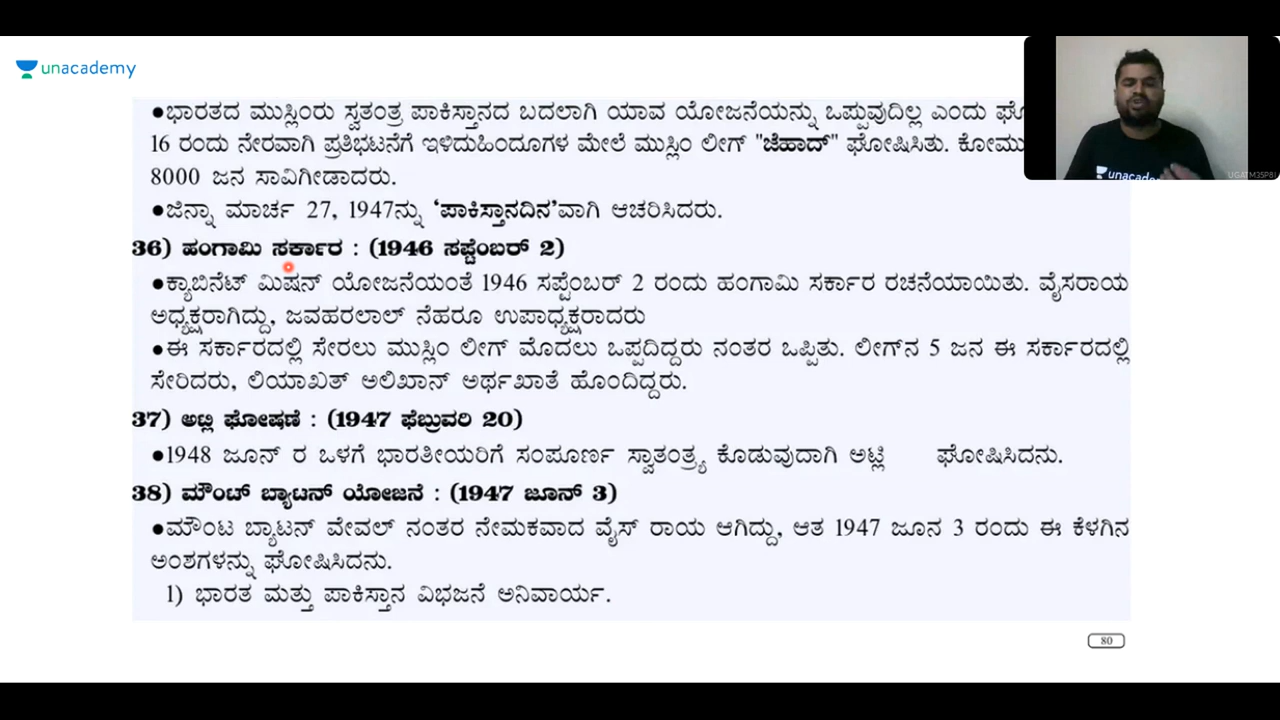 unacademy
•ಭಾರತದ ಮುಸ್ಲಿಂರು ಸ್ವತಂತ್ರ ಪಾಕಿಸ್ತಾನದ ಬದಲಾಗಿ ಯಾವ ಯೋಜನೆಯನ್ನು ಒಪ್ಪುವುದಿಲ್ಲ ಎಂದು
16 ರಂದು ನೇರವಾಗಿ ಪ್ರತಿಭಟನೆಗೆ ಇಳಿದುಹಿಂದೂಗಳ ಮೇಲೆ ಮುಸ್ಲಿಂ ಲೀಗ್ "ಜೆಹಾದ್" ಘೋಷಿಸಿತು.
8000 ಜನ ಸಾವಿಗೀಡಾದರು.
•ಜಿನ್ನಾ ಮಾರ್ಚ 27, 1947ನ್ನು ‘ಪಾಕಿಸ್ತಾನದಿನ’ವಾಗಿ ಆಚರಿಸಿದರು.
36) ಹಂಗಾಮಿ ಸರ್ಕಾರ : (1946 ಸಪ್ಟೆಂಬರ್ 2)
•ಕ್ಯಾಬಿನೆಟ್ ಮಿಷನ್ ಯೋಜನೆಯಂತೆ 1946 ಸಪ್ಟೆಂಬರ್ 2 ರಂದು ಹಂಗಾಮಿ ಸರ್ಕಾರ ರಚನೆಯಾಯಿತು. ವೈಸರಾಯ
ಅಧ್ಯಕ್ಷರಾಗಿದ್ದು, ಜವಹರಲಾಲ್ ನೆಹರೂ ಉಪಾಧ್ಯಕ್ಷರಾದರು
•ಈ ಸರ್ಕಾರದಲ್ಲಿ ಸೇರಲು ಮುಸ್ಲಿಂ ಲೀಗ್ ಮೊದಲು ಒಪ್ಪದಿದ್ದರು ನಂತರ ಒಪ್ಪಿತು. ಲೀಗ್‌ನ 5 ಜನ ಈ ಸರ್ಕಾರದಲ್ಲಿ
ಸೇರಿದರು, ಲಿಯಾಖತ್ ಅಲಿಖಾನ್ ಅರ್ಥಖಾತೆ ಹೊಂದಿದ್ದರು.
37) ಅಟ್ಲಿ ಘೋಷಣೆ : (1947 ಫೆಬ್ರುವರಿ 20)
•1948 ಜೂನ್ ರ ಒಳಗೆ ಭಾರತೀಯರಿಗೆ ಸಂಪೂರ್ಣ ಸ್ವಾತಂತ್ರ್ಯ ಕೊಡುವುದಾಗಿ ಅಟ್ಲಿ ಘೋಷಿಸಿದನು.
38) ಮೌಂಟ್ ಬ್ಯಾಟನ್ ಯೋಜನೆ : (1947 ಜೂನ್ 3)
•ಮೌಂಟ ಬ್ಯಾಟನ್ ವೇವಲ್ ನಂತರ ನೇಮಕವಾದ ವೈಸ್ ರಾಯ ಆಗಿದ್ದು, ಆತ 1947 ಜೂನ 3 ರಂದು ಈ ಕೆಳಗಿನ
ಅಂಶಗಳನ್ನು ಘೋಷಿಸಿದನು.
1) ಭಾರತ ಮತ್ತು ಪಾಕಿಸ್ತಾನ ವಿಭಜನೆ ಅನಿವಾರ್ಯ.
80